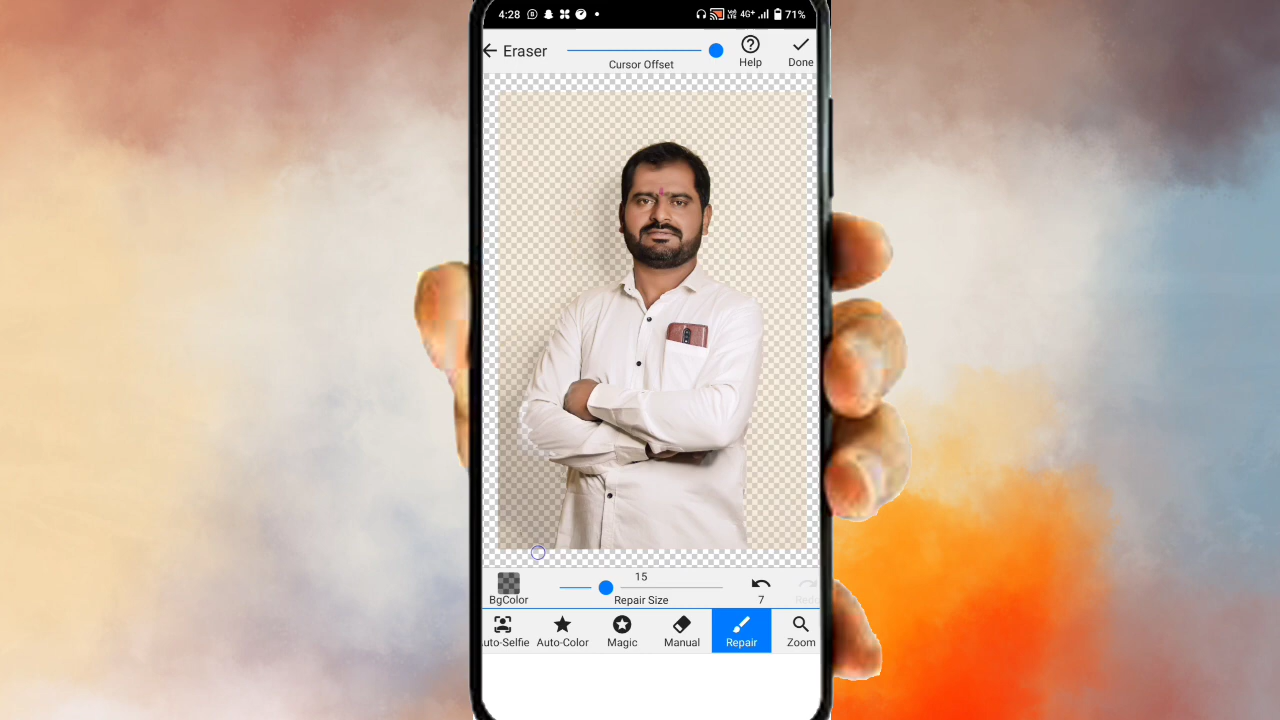 4:28 4G+ 71%
Eraser Cursor Offset Help Done
15
BgColor Repair Size 7 Redo
uto-Selfie Auto-Color Magic Manual Repair Zoom